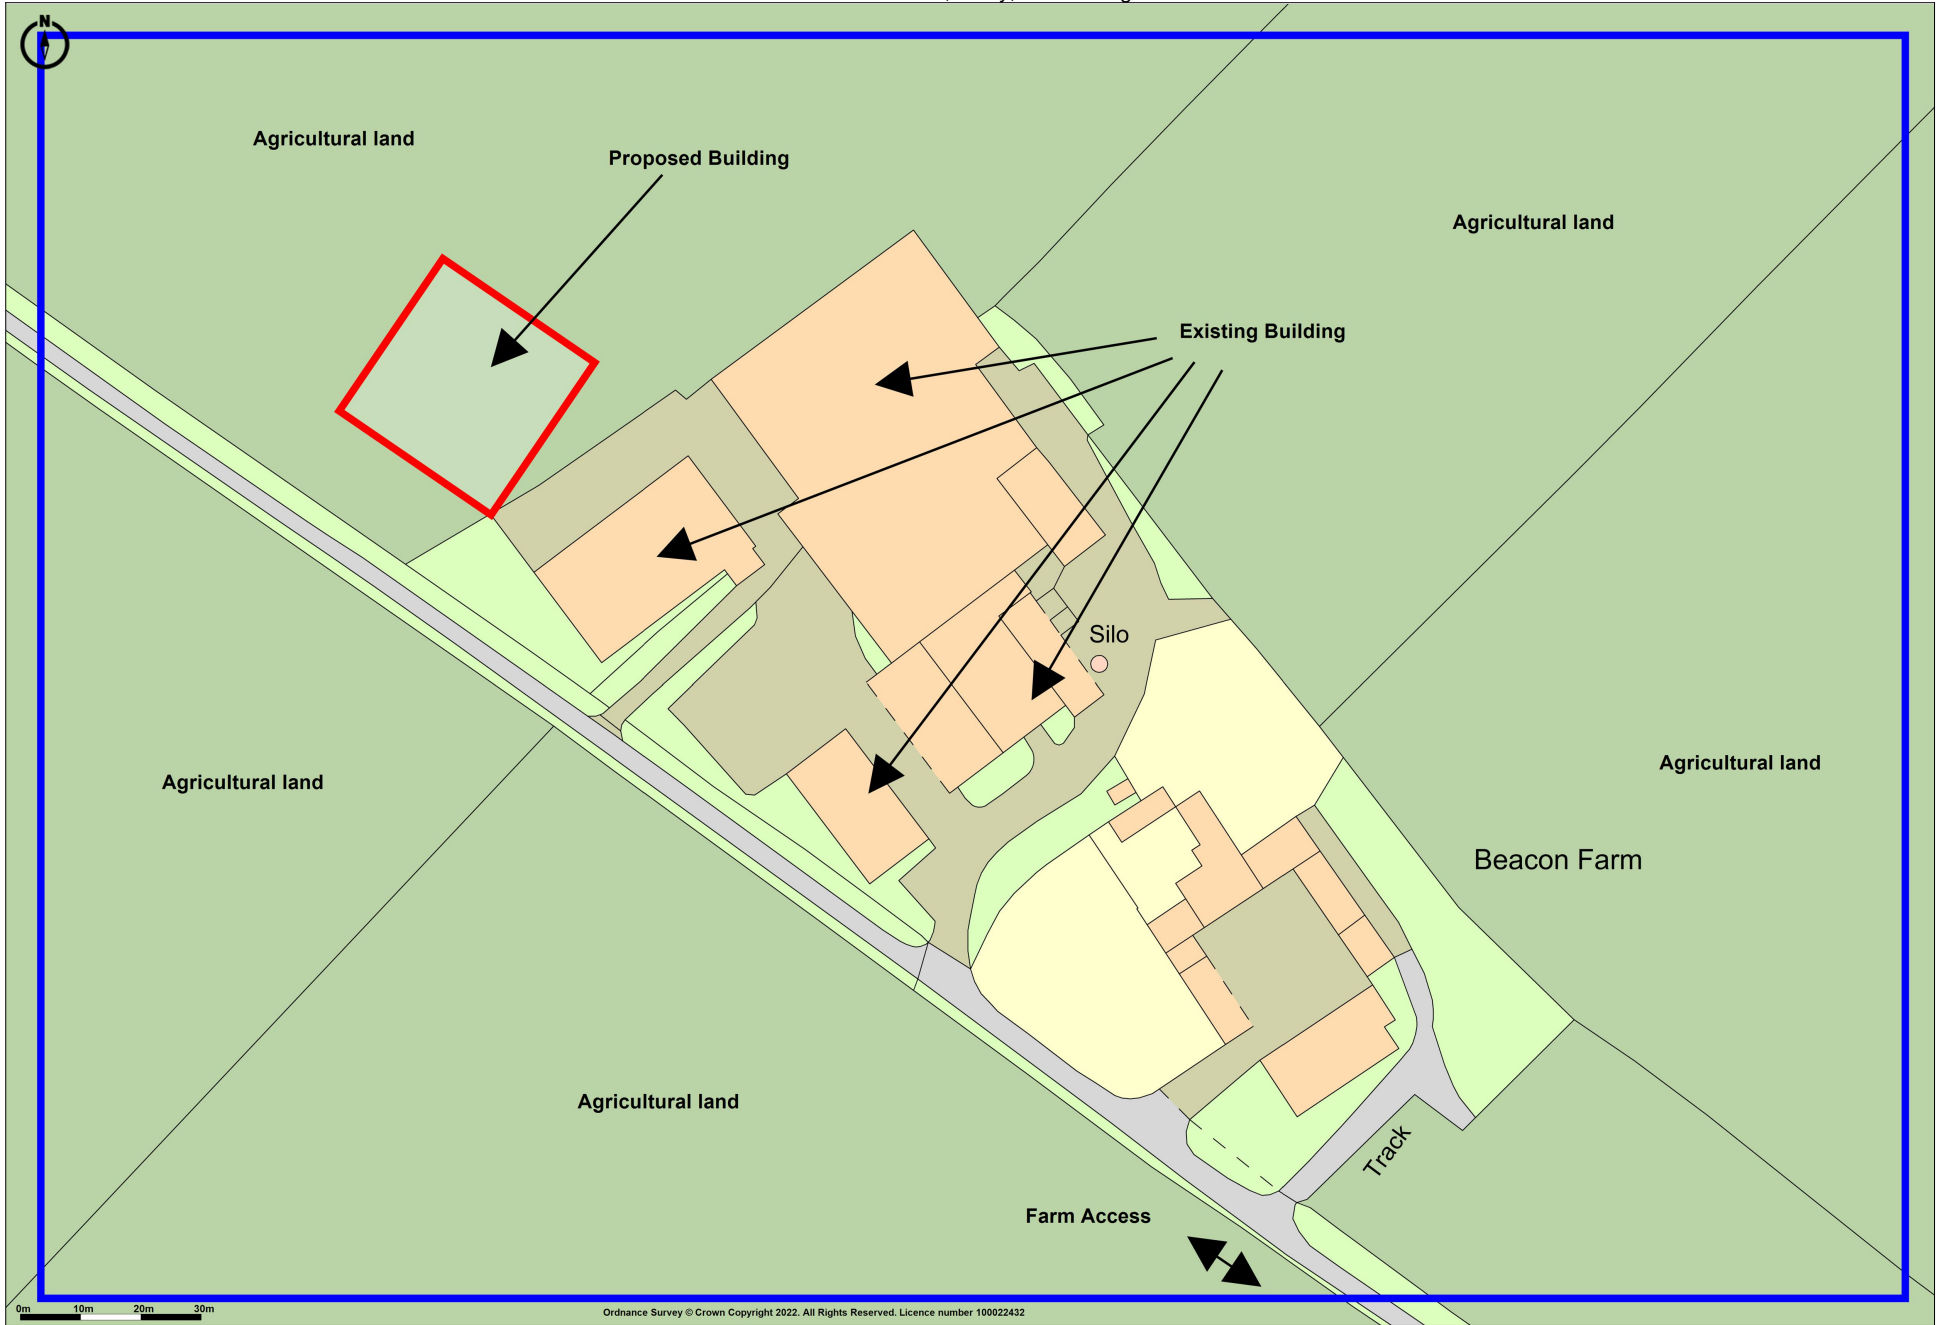 N
Agricultural land
Proposed Building
Agricultural land
Existing Building
Silo
Agricultural land
Agricultural land
Beacon Farm
Agricultural land
Track
Farm Access
0m 10m 20m 30m
Ordnance Survey © Crown Copyright 2022. All Rights Reserved. Licence number 100022432